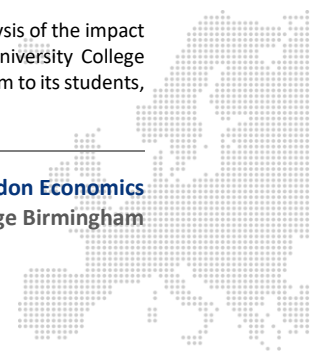 ysis of the impact
niversity College
m to its students,
don Economics
ge Birmingham